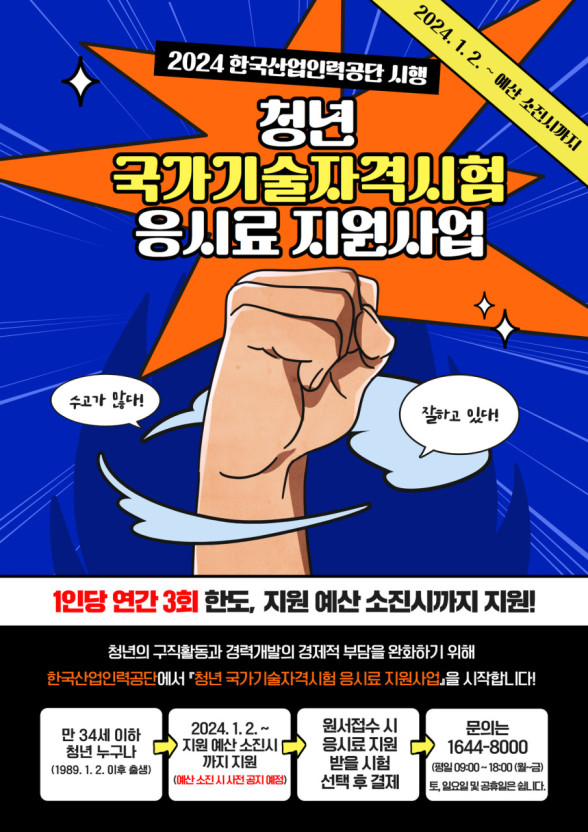 2024. 1. 2. ~ 예산 소진시까지
2024 한국산업인력공단 시행
청년
국가기술자격시험
응시료 지원사업
수고가 많다!
잘하고 있다!
1인당 연간 3회 한도, 지원 예산 소진시까지 지원!
청년의 구직활동과 경력개발의 경제적 부담을 완화하기 위해
한국산업인력공단에서 『청년 국가기술자격시험 응시료 지원사업』을 시작합니다!
만 34세 이하
청년 누구나
(1989. 1. 2. 이후 출생)
2024. 1. 2. ~
지원 예산 소진시
까지 지원
(예산 소진 시 사전 공지 예정)
원서접수 시
응시료 지원
받을 시험
선택 후 결제
문의는
1644-8000
(평일 09:00 ~ 18:00 (월~금)
토, 일요일 및 공휴일은 쉽니다.